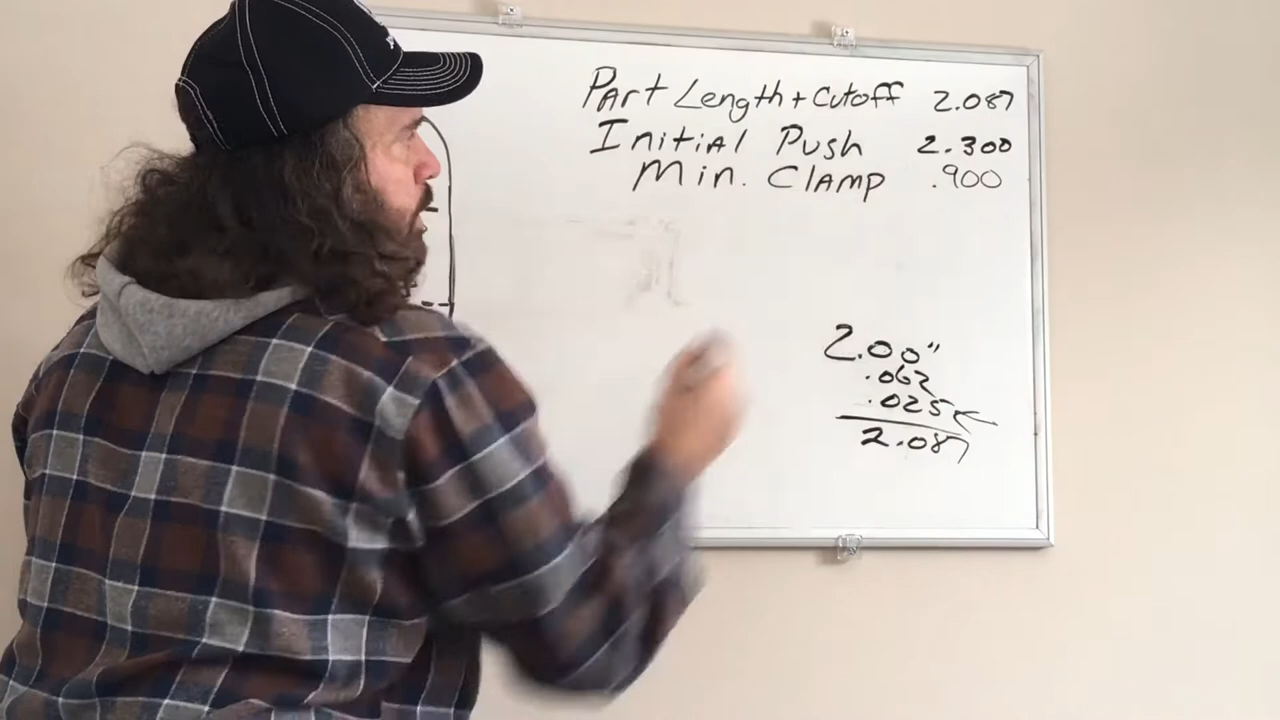 Part Length + Cutoff 2.087
Initial Push 2.300
Min. Clamp .900
2.00"
.062
.025
2.087